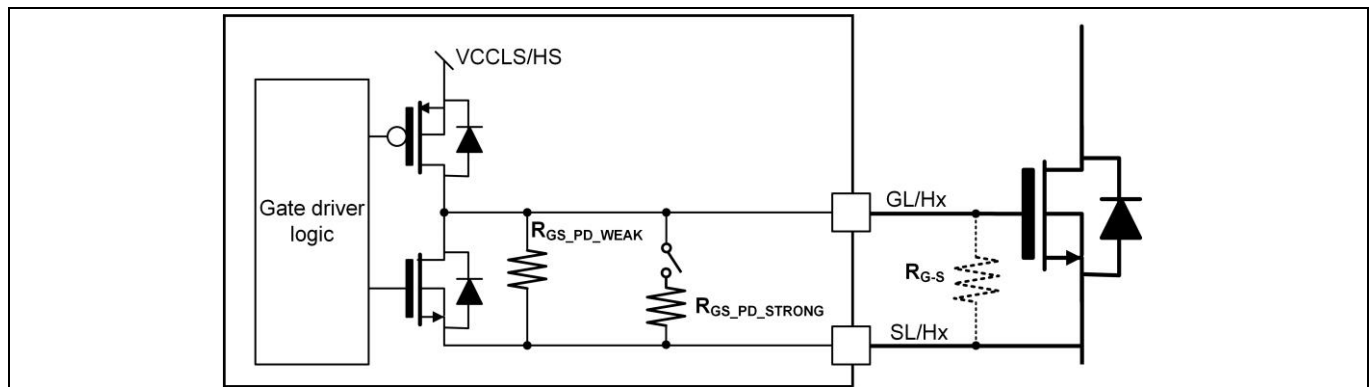 VCCLS/HS
Gate driver
logic
RGS_PD_WEAK
RGS_PD_STRONG
GL/Hx
RG-S
SL/Hx